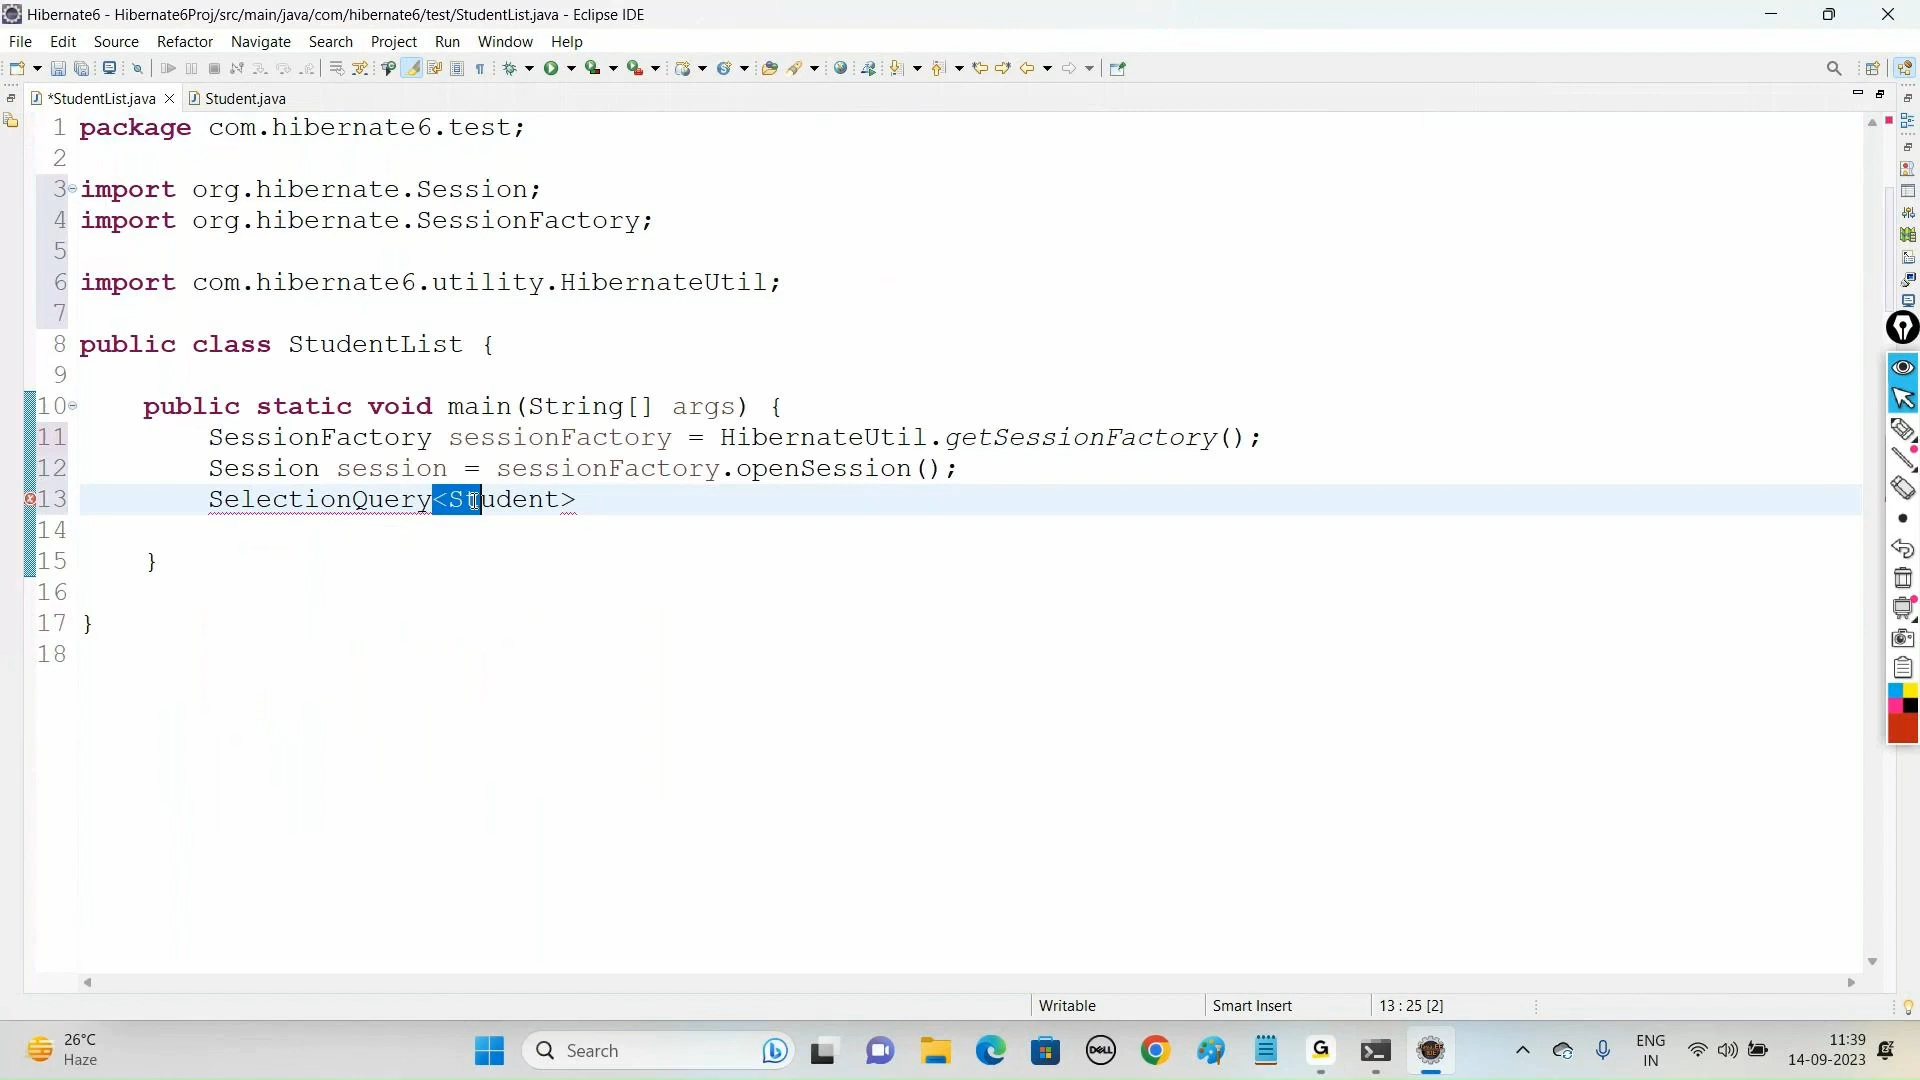 Hibernate6 - Hibernate6Proj/src/main/java/com/hibernate6/test/StudentList.java - Eclipse IDE
File Edit Source Refactor Navigate Search Project Run Window Help
*StudentList.java Student.java
1 package com.hibernate6.test;
2
3 import org.hibernate.Session;
4 import org.hibernate.SessionFactory;
5
6 import com.hibernate6.utility.HibernateUtil;
7
8 public class StudentList {
9
10 public static void main(String[] args) {
11 SessionFactory sessionFactory = HibernateUtil.getSessionFactory();
12 Session session = sessionFactory.openSession();
13 SelectionQuery<Student>
14
15 }
16
17 }
18
Writable Smart Insert 13 : 25 [2]
26°C
Haze
Search
DELL
ENG
IN
11:39
14-09-2023